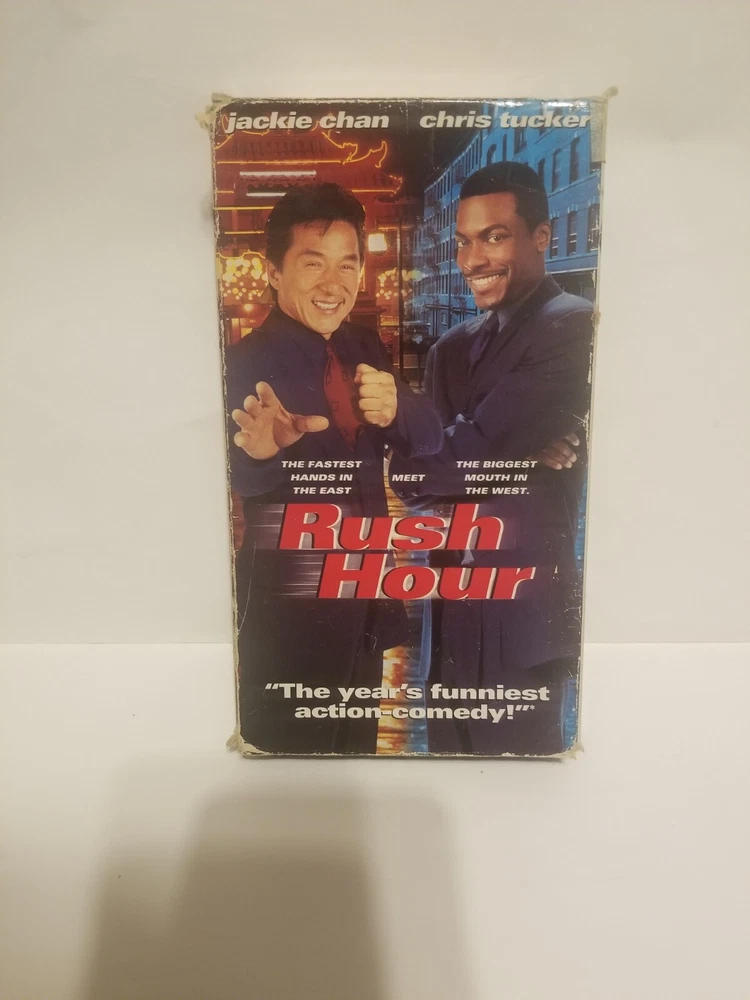 jackie chan chris tucker
THE FASTEST
HANDS IN
THE EAST
MEET
THE BIGGEST
MOUTH IN
THE WEST.
Rush
Hour
"The year's funniest
action-comedy!"*